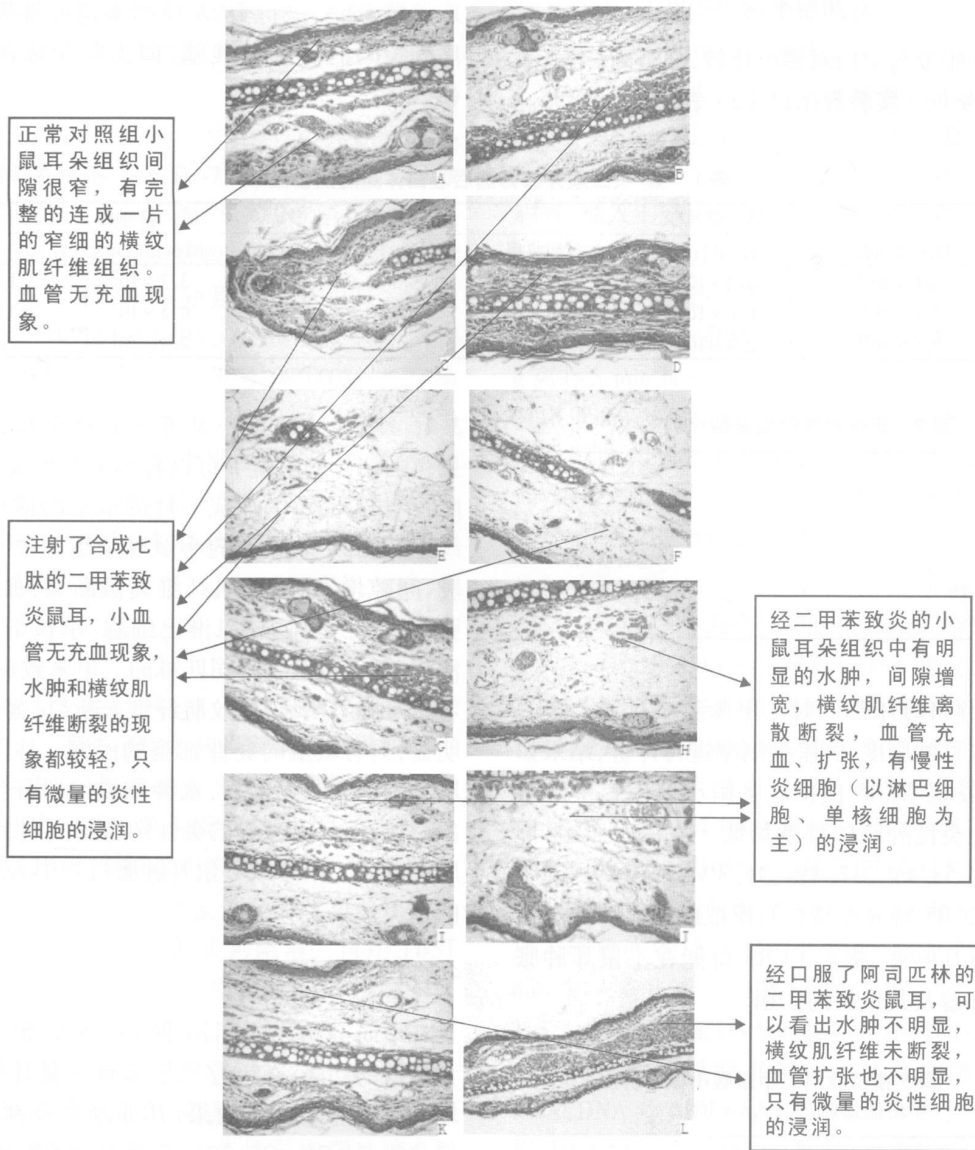 正常对照组小
鼠耳朵组织间
隙很窄，有完
整的连成一片
的窄细的横纹
肌纤维组织。
血管无充血现
象。
A
B
C
D
E
F
注射了合成七
肽的二甲苯致
炎鼠耳，小血
管无充血现象，
水肿和横纹肌
纤维断裂的现
象都较轻，只
有微量的炎性
细胞的浸润。
G
H
经二甲苯致炎的小
鼠耳朵组织中有明
显的水肿，间隙增
宽，横纹肌纤维离
散断裂，血管充
血、扩张，有慢性
炎细胞（以淋巴细
胞、单核细胞为
主）的浸润。
I
J
经口服了阿司匹林的
二甲苯致炎鼠耳，可
以看出水肿不明显，
横纹肌纤维未断裂，
血管扩张也不明显，
只有微量的炎性细胞
的浸润。
K
L